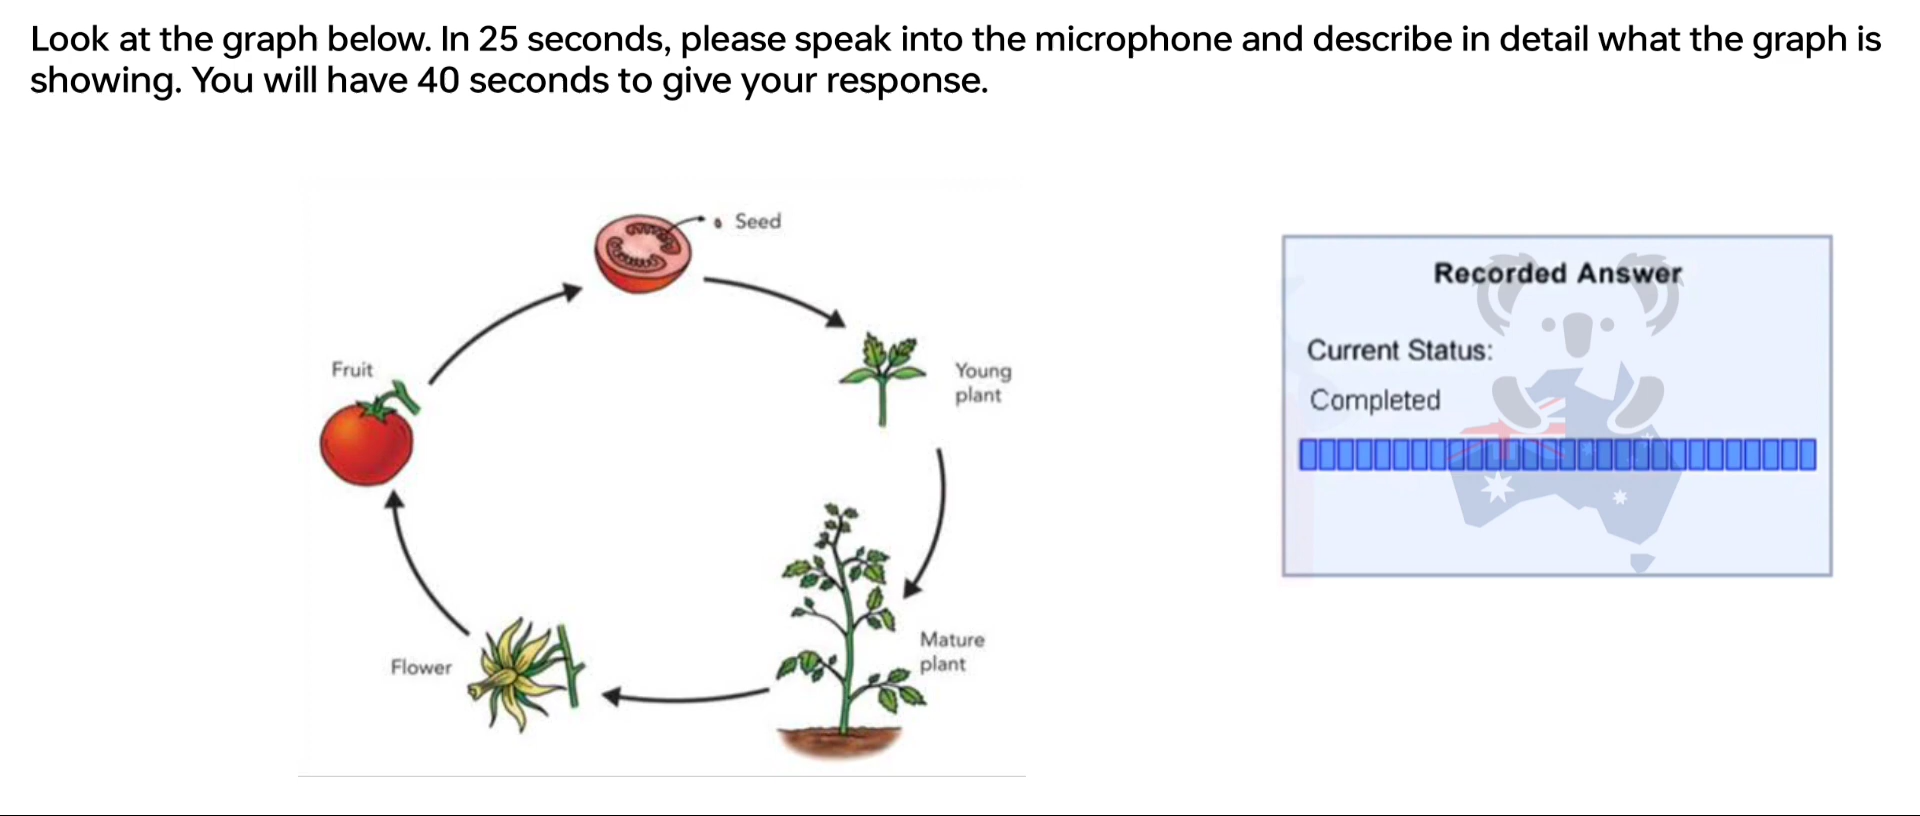 Look at the graph below. In 25 seconds, please speak into the microphone and describe in detail what the graph is
showing. You will have 40 seconds to give your response.
Seed
Fruit
Young
plant
Mature
plant
Flower
Recorded Answer
Current Status:
Completed